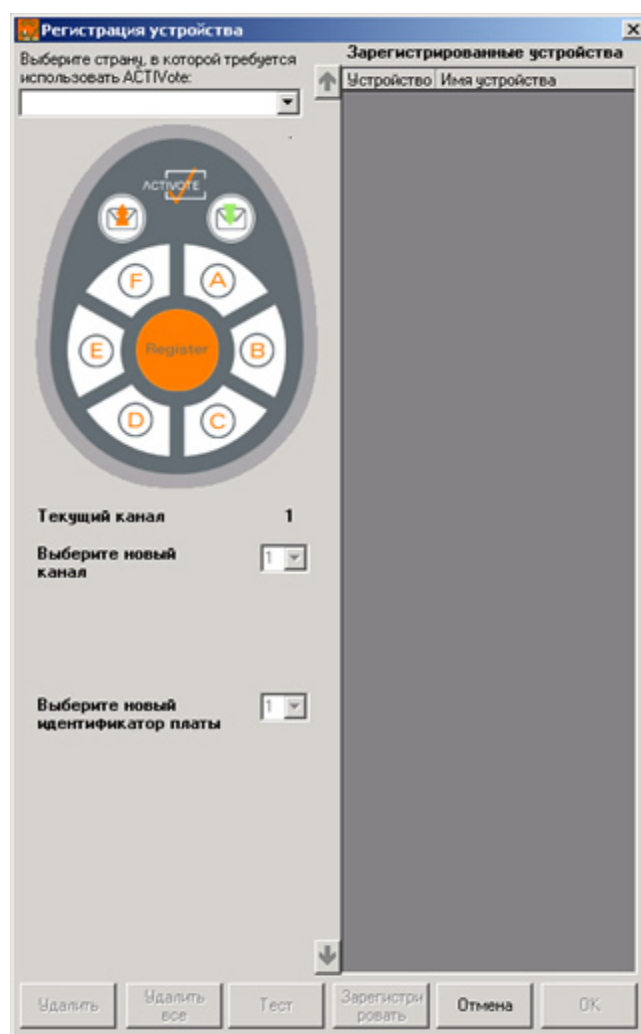 Регистрация устройства
Выберите страну, в которой требуется
использовать ACTIVote:
Зарегистрированные устройства
Устройство Имя устройства
ACTIVOTE
F
A
E
Register
B
D
C
Текущий канал 1
Выберите новый
канал
1
Выберите новый
идентификатор платы
1
Удалить
Удалить
все
Тест
Зарегистри
ровать
Отмена
OK